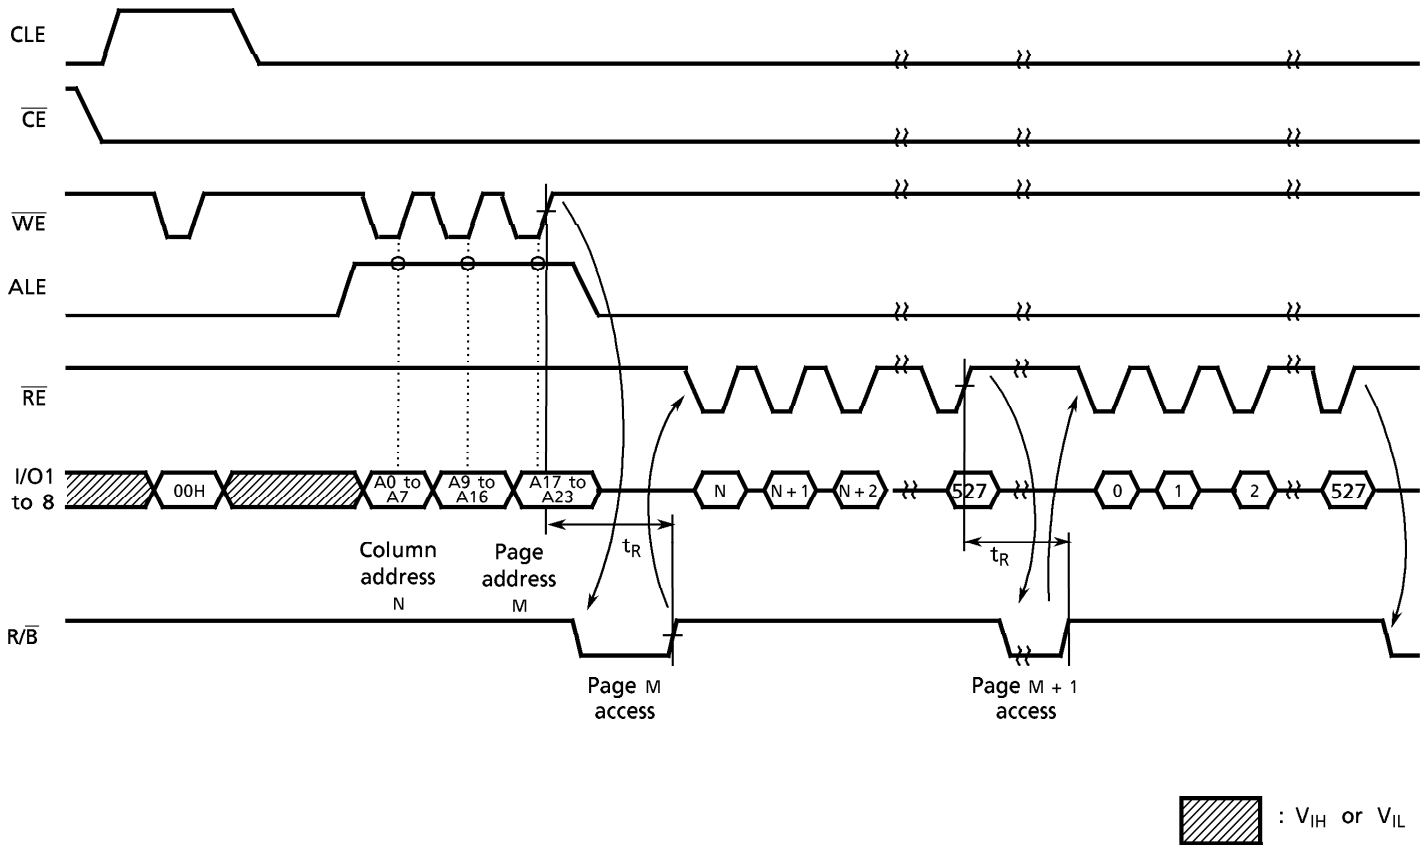 CLE
CE
WE
ALE
RE
I/O1
to 8
00H
A0 to
A7
A9 to
A16
A17 to
A23
N
N + 1
N + 2
527
0
1
2
527
Column
address
N
Page
address
M
tR
tR
R/B
Page M
access
Page M + 1
access
: VIH or VIL